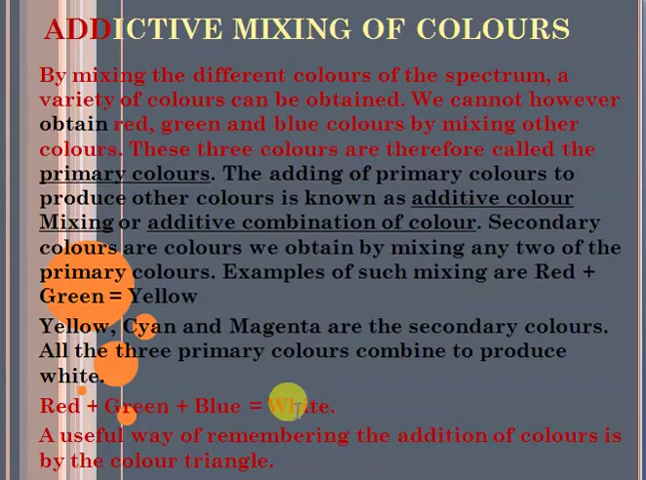 ADDICTIVE MIXING OF COLOURS
By mixing the different colours of the spectrum, a
variety of colours can be obtained. We cannot however
obtain red, green and blue colours by mixing other
colours. These three colours are therefore called the
primary colours. The adding of primary colours to
produce other colours is known as additive colour
Mixing or additive combination of colour. Secondary
colours are colours we obtain by mixing any two of the
primary colours. Examples of such mixing are Red +
Green = Yellow
Yellow, Cyan and Magenta are the secondary colours.
All the three primary colours combine to produce
white.
Red + Green + Blue = White.
A useful way of remembering the addition of colours is
by the colour triangle.